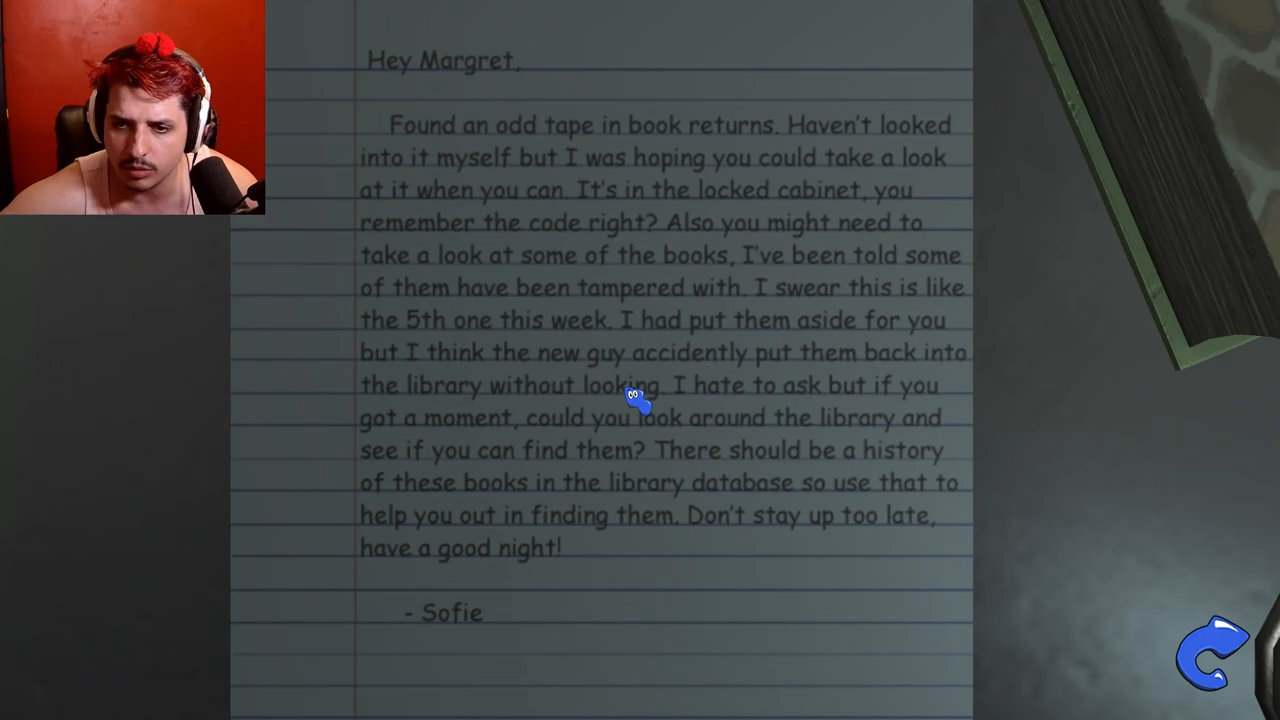 Hey Margret,
Found an odd tape in book returns. Haven't looked
into it myself but I was hoping you could take a look
at it when you can. It's in the locked cabinet, you
remember the code right? Also you might need to
take a look at some of the books, I've been told some
of them have been tampered with. I swear this is like
the 5th one this week. I had put them aside for you
but I think the new guy accidently put them back into
the library without looking. I hate to ask but if you
got a moment, could you look around the library and
see if you can find them? There should be a history
of these books in the library database so use that to
help you out in finding them. Don't stay up too late,
have a good night!
- Sofie